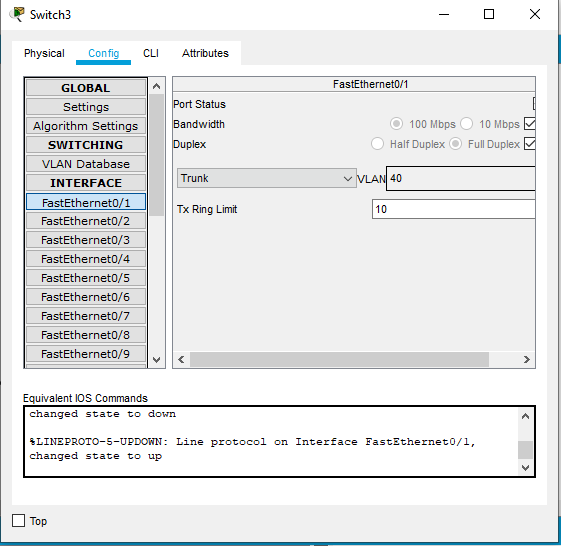 Switch3
Physical Config CLI Attributes
GLOBAL
Settings
Algorithm Settings
SWITCHING
VLAN Database
INTERFACE
FastEthernet0/1
FastEthernet0/2
FastEthernet0/3
FastEthernet0/4
FastEthernet0/5
FastEthernet0/6
FastEthernet0/7
FastEthernet0/8
FastEthernet0/9
FastEthernet0/1
Port Status
Bandwidth 100 Mbps 10 Mbps
Duplex Half Duplex Full Duplex
Trunk VLAN 40
Tx Ring Limit 10
Equivalent IOS Commands
changed state to down
%LINEPROTO-5-UPDOWN: Line protocol on Interface FastEthernet0/1,
changed state to up
Top